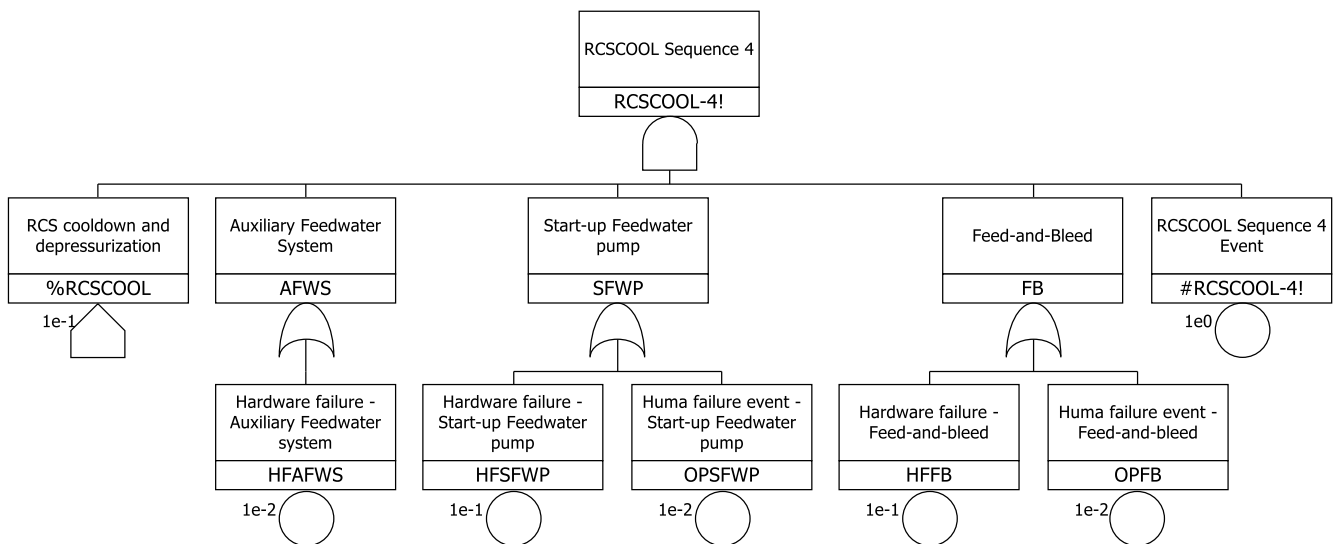 RCSCOOL Sequence 4
RCSCOOL-4!
RCS cooldown and
depressurization
%RCSCOOL
1e-1
Auxiliary Feedwater
System
AFWS
Start-up Feedwater
pump
SFWP
Feed-and-Bleed
FB
RCSCOOL Sequence 4
Event
#RCSCOOL-4!
1e0
Hardware failure -
Auxiliary Feedwater
system
HFAFWS
1e-2
Hardware failure -
Start-up Feedwater
pump
HFSFWP
1e-1
Huma failure event -
Start-up Feedwater
pump
OPSFWP
1e-2
Hardware failure -
Feed-and-bleed
HFFB
1e-1
Huma failure event -
Feed-and-bleed
OPFB
1e-2